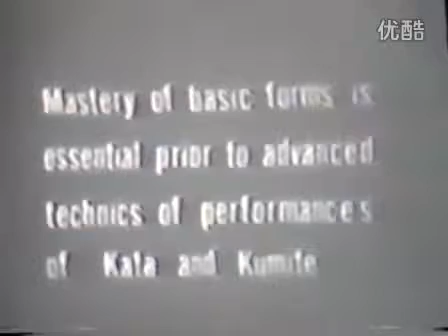 优酷
Mastery of basic forms is
essential prior to advanced
technics of performances
of Kata and Kumite